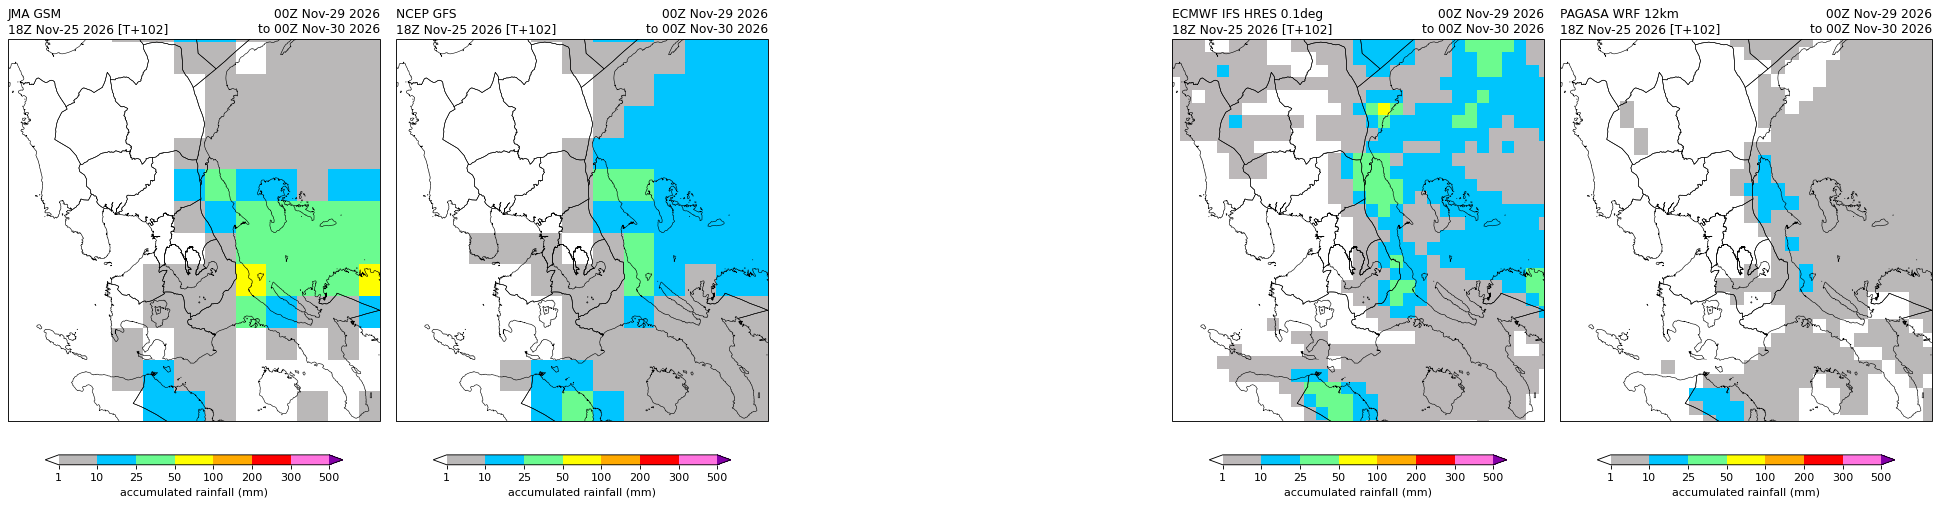 JMA GSM 00Z Nov-29 2026
18Z Nov-25 2026 [T+102] to 00Z Nov-30 2026
NCEP GFS 00Z Nov-29 2026
18Z Nov-25 2026 [T+102] to 00Z Nov-30 2026
ECMWF IFS HRES 0.1deg 00Z Nov-29 2026
18Z Nov-25 2026 [T+102] to 00Z Nov-30 2026
PAGASA WRF 12km 00Z Nov-29 2026
18Z Nov-25 2026 [T+102] to 00Z Nov-30 2026
1 10 25 50 100 200 300 500
accumulated rainfall (mm)
1 10 25 50 100 200 300 500
accumulated rainfall (mm)
1 10 25 50 100 200 300 500
accumulated rainfall (mm)
1 10 25 50 100 200 300 500
accumulated rainfall (mm)